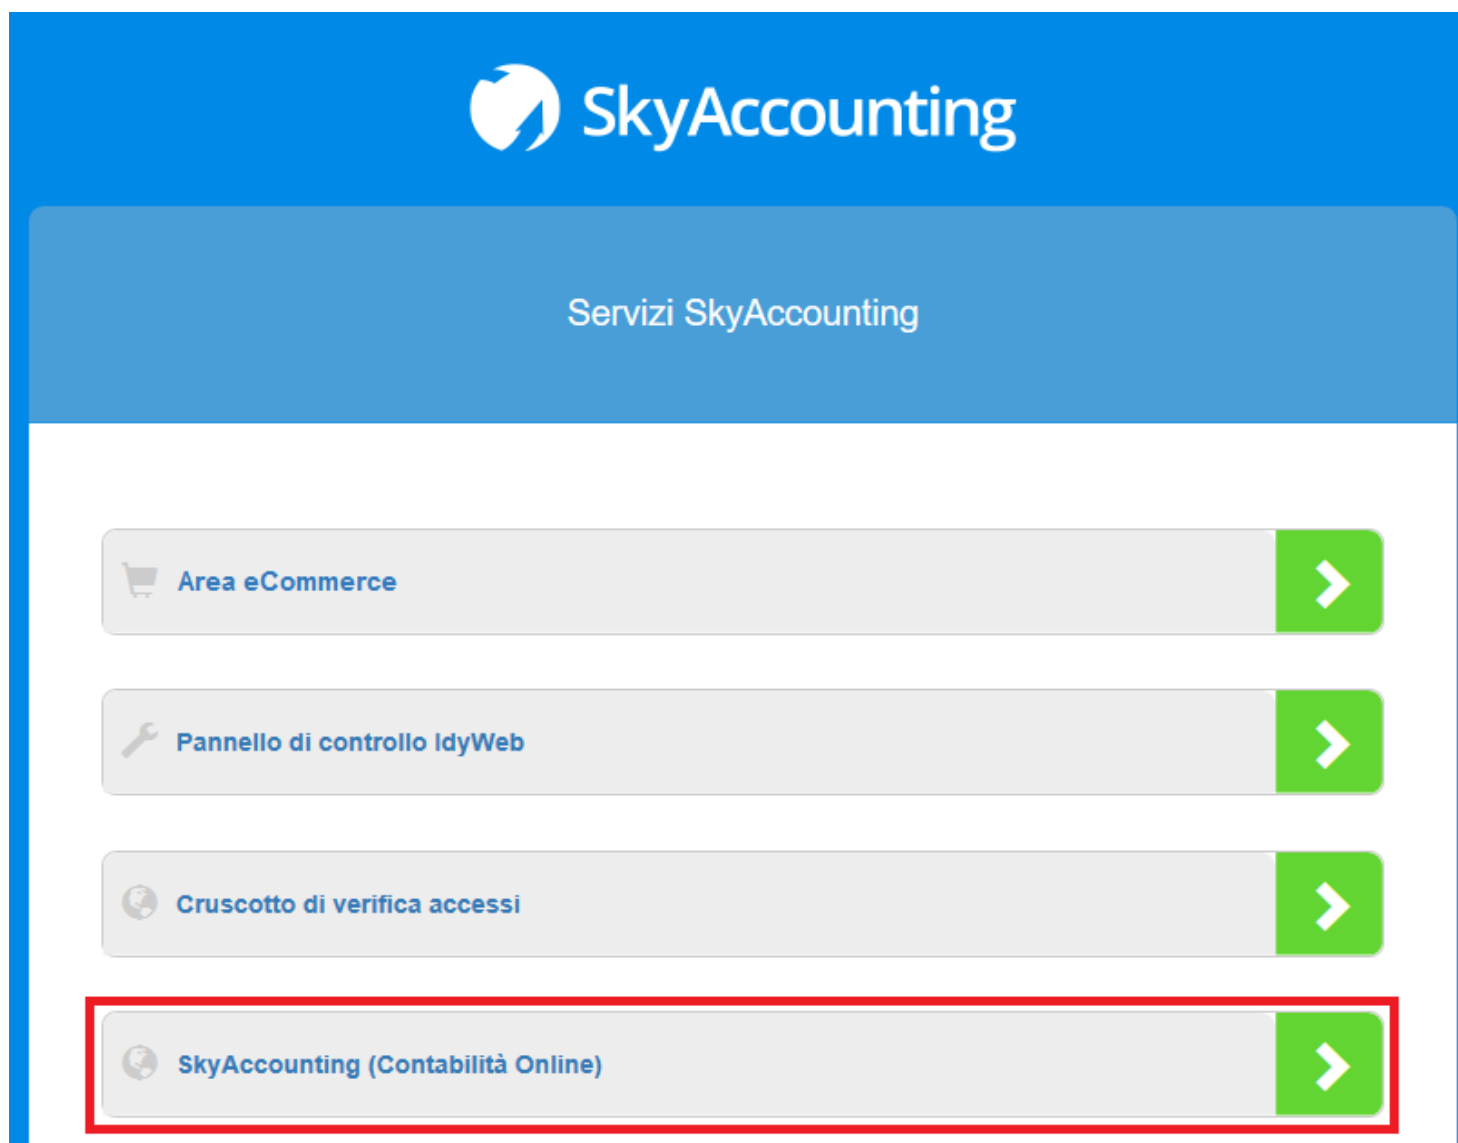 SkyAccounting
Servizi SkyAccounting
Area eCommerce
Pannello di controllo IdyWeb
Cruscotto di verifica accessi
SkyAccounting (Contabilità Online)